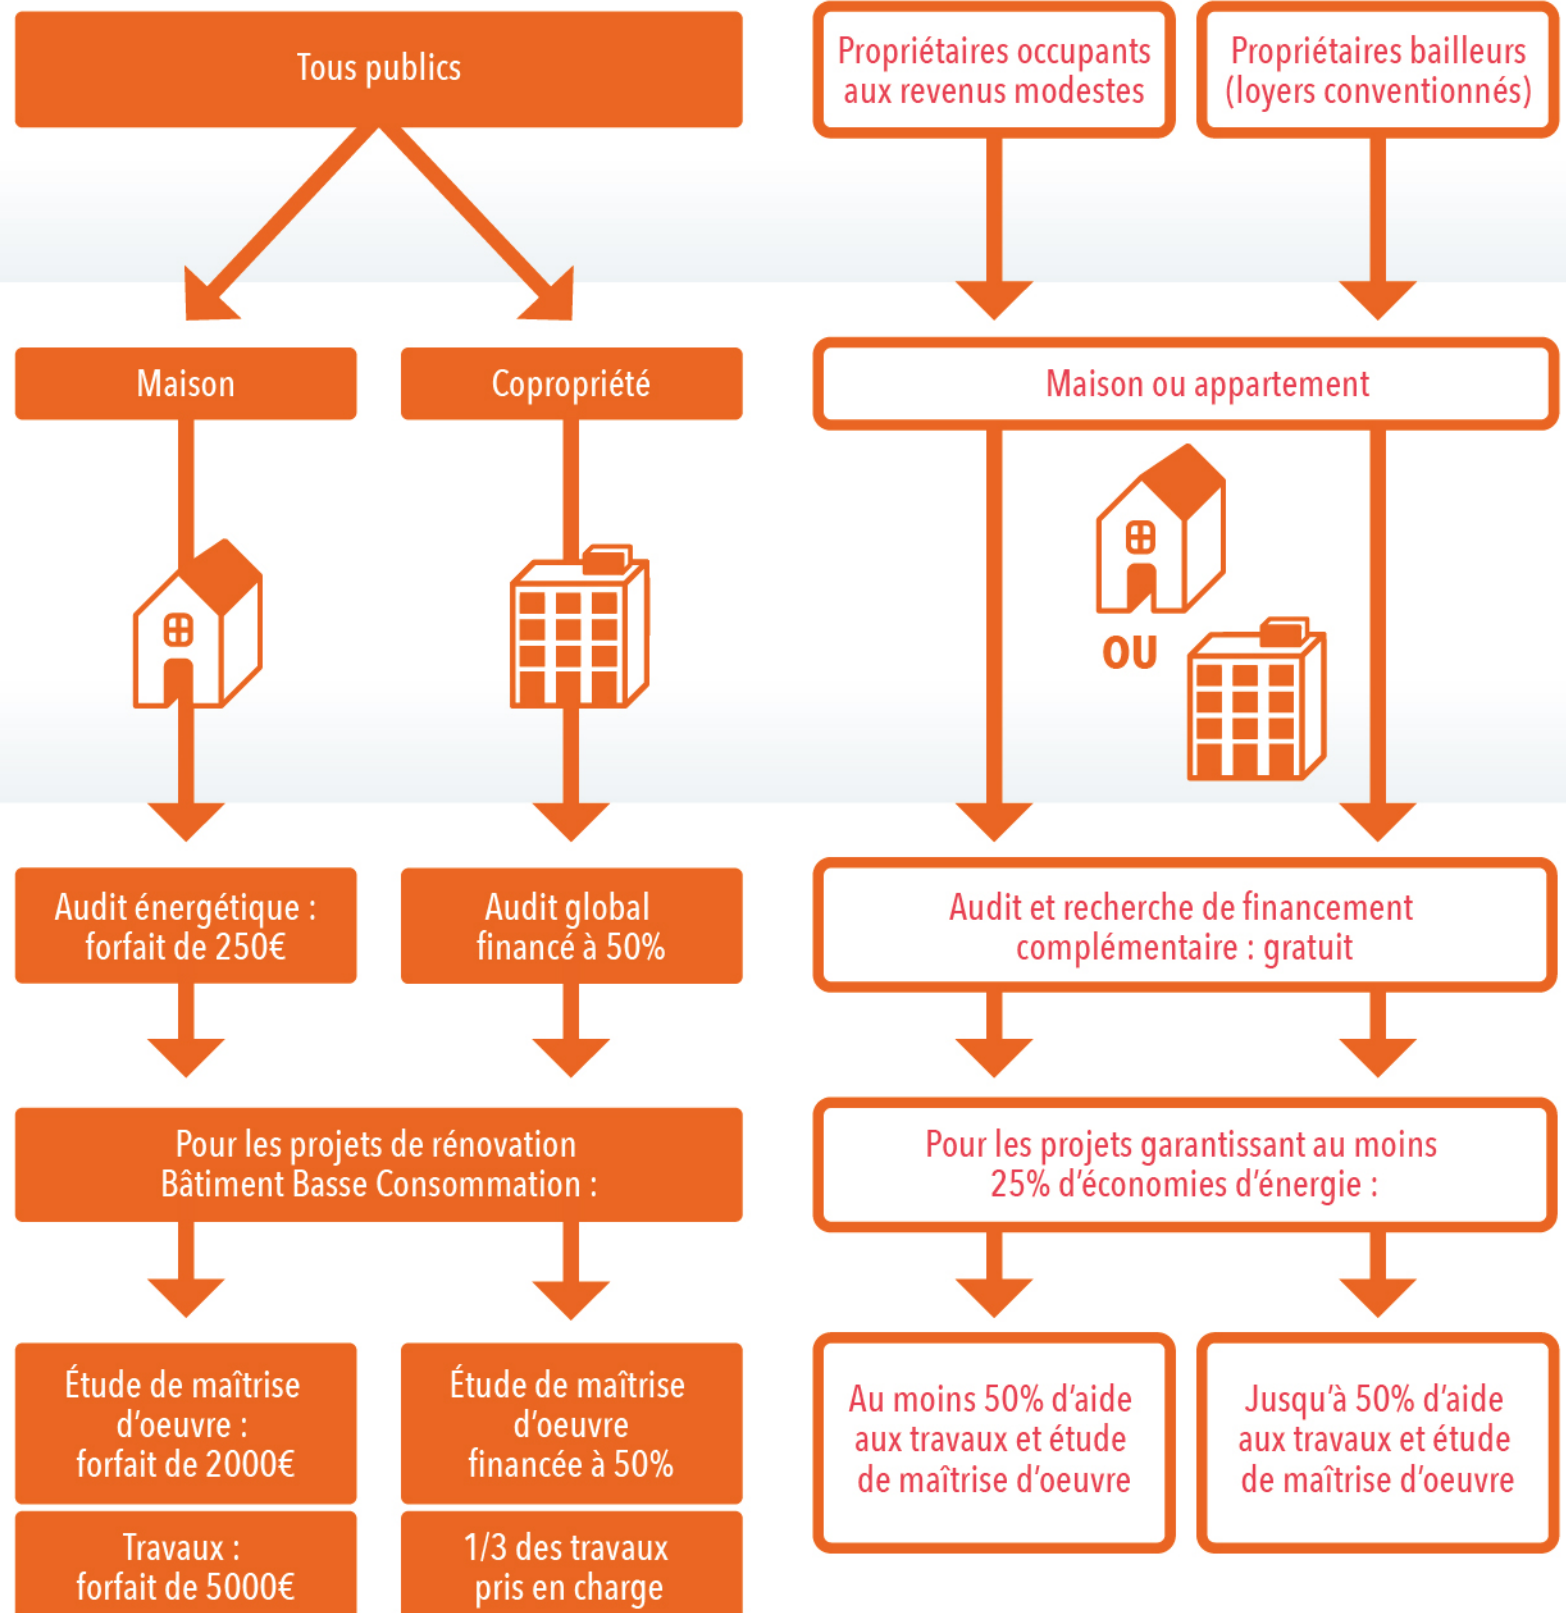 Tous publics
Propriétaires occupants
aux revenus modestes
Propriétaires bailleurs
(loyers conventionnés)
Maison
Copropriété
Maison ou appartement
OU
Audit énergétique :
forfait de 250€
Audit global
financé à 50%
Audit et recherche de financement
complémentaire : gratuit
Pour les projets de rénovation
Bâtiment Basse Consommation :
Pour les projets garantissant au moins
25% d’économies d’énergie :
Étude de maîtrise
d’oeuvre :
forfait de 2000€
Étude de maîtrise
d’oeuvre
financée à 50%
Au moins 50% d’aide
aux travaux et étude
de maîtrise d’oeuvre
Jusqu’à 50% d’aide
aux travaux et étude
de maîtrise d’oeuvre
Travaux :
forfait de 5000€
1/3 des travaux
pris en charge